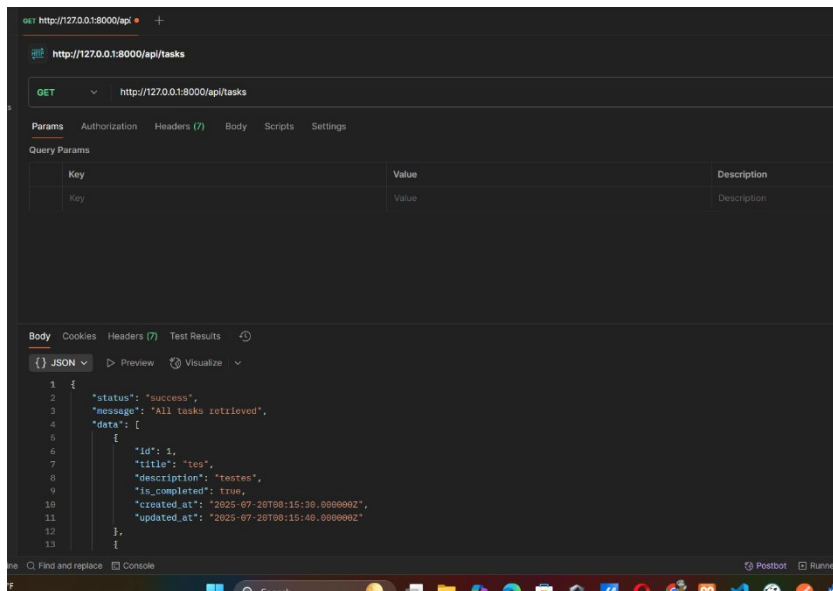 GET http://127.0.0.1:8000/api
http://127.0.0.1:8000/api/tasks
GET http://127.0.0.1:8000/api/tasks
Params Authorization Headers (7) Body Scripts Settings
Query Params
Key Value Description
Key Value Description
Body Cookies Headers (7) Test Results
{} JSON Preview Visualize
1 {
2 "status": "success",
3 "message": "All tasks retrieved",
4 "data": [
5 {
6 "id": 1,
7 "title": "tes",
8 "description": "testes",
9 "is_completed": true,
10 "created_at": "2025-07-20T08:15:30.000000Z",
11 "updated_at": "2025-07-20T08:15:40.000000Z"
12 },
13 {
Find and replace Console Postbot Runne